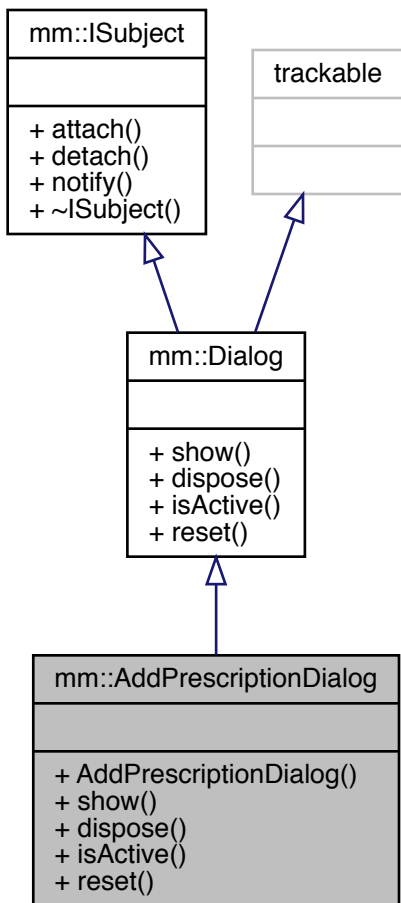 mm::ISubject
+ attach()
+ detach()
+ notify()
+ ~ISubject()
trackable
mm::Dialog
+ show()
+ dispose()
+ isActive()
+ reset()
mm::AddPrescriptionDialog
+ AddPrescriptionDialog()
+ show()
+ dispose()
+ isActive()
+ reset()